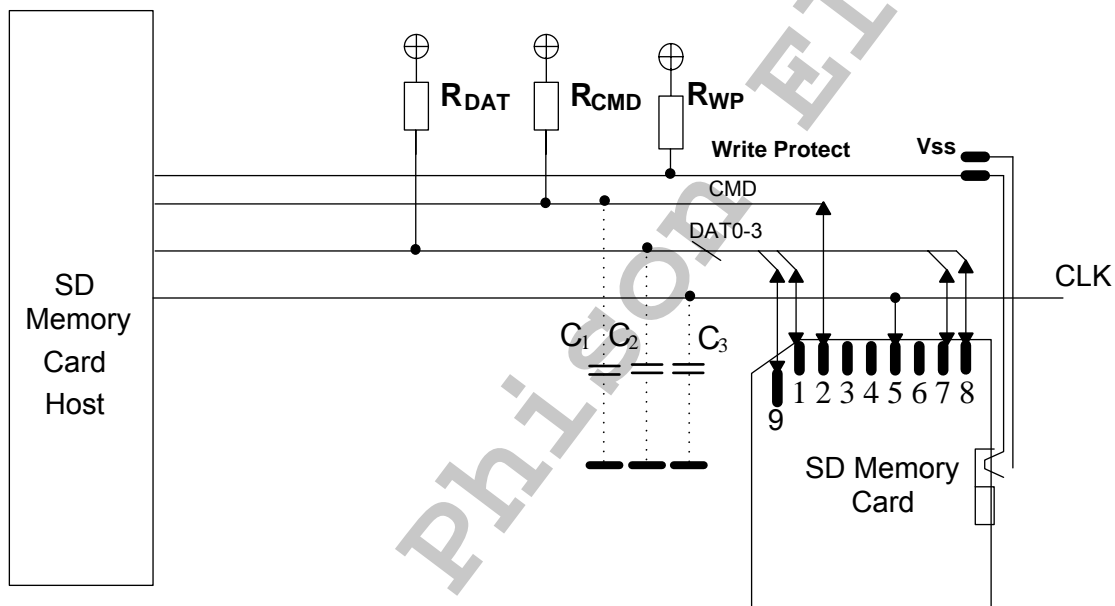 Phison El
RDAT
RCMD
RWP
Write Protect
Vss
CMD
DAT0-3
CLK
SD
Memory
Card
Host
C1
C2
C3
1 2 3 4 5 6 7 8
9
SD Memory
Card